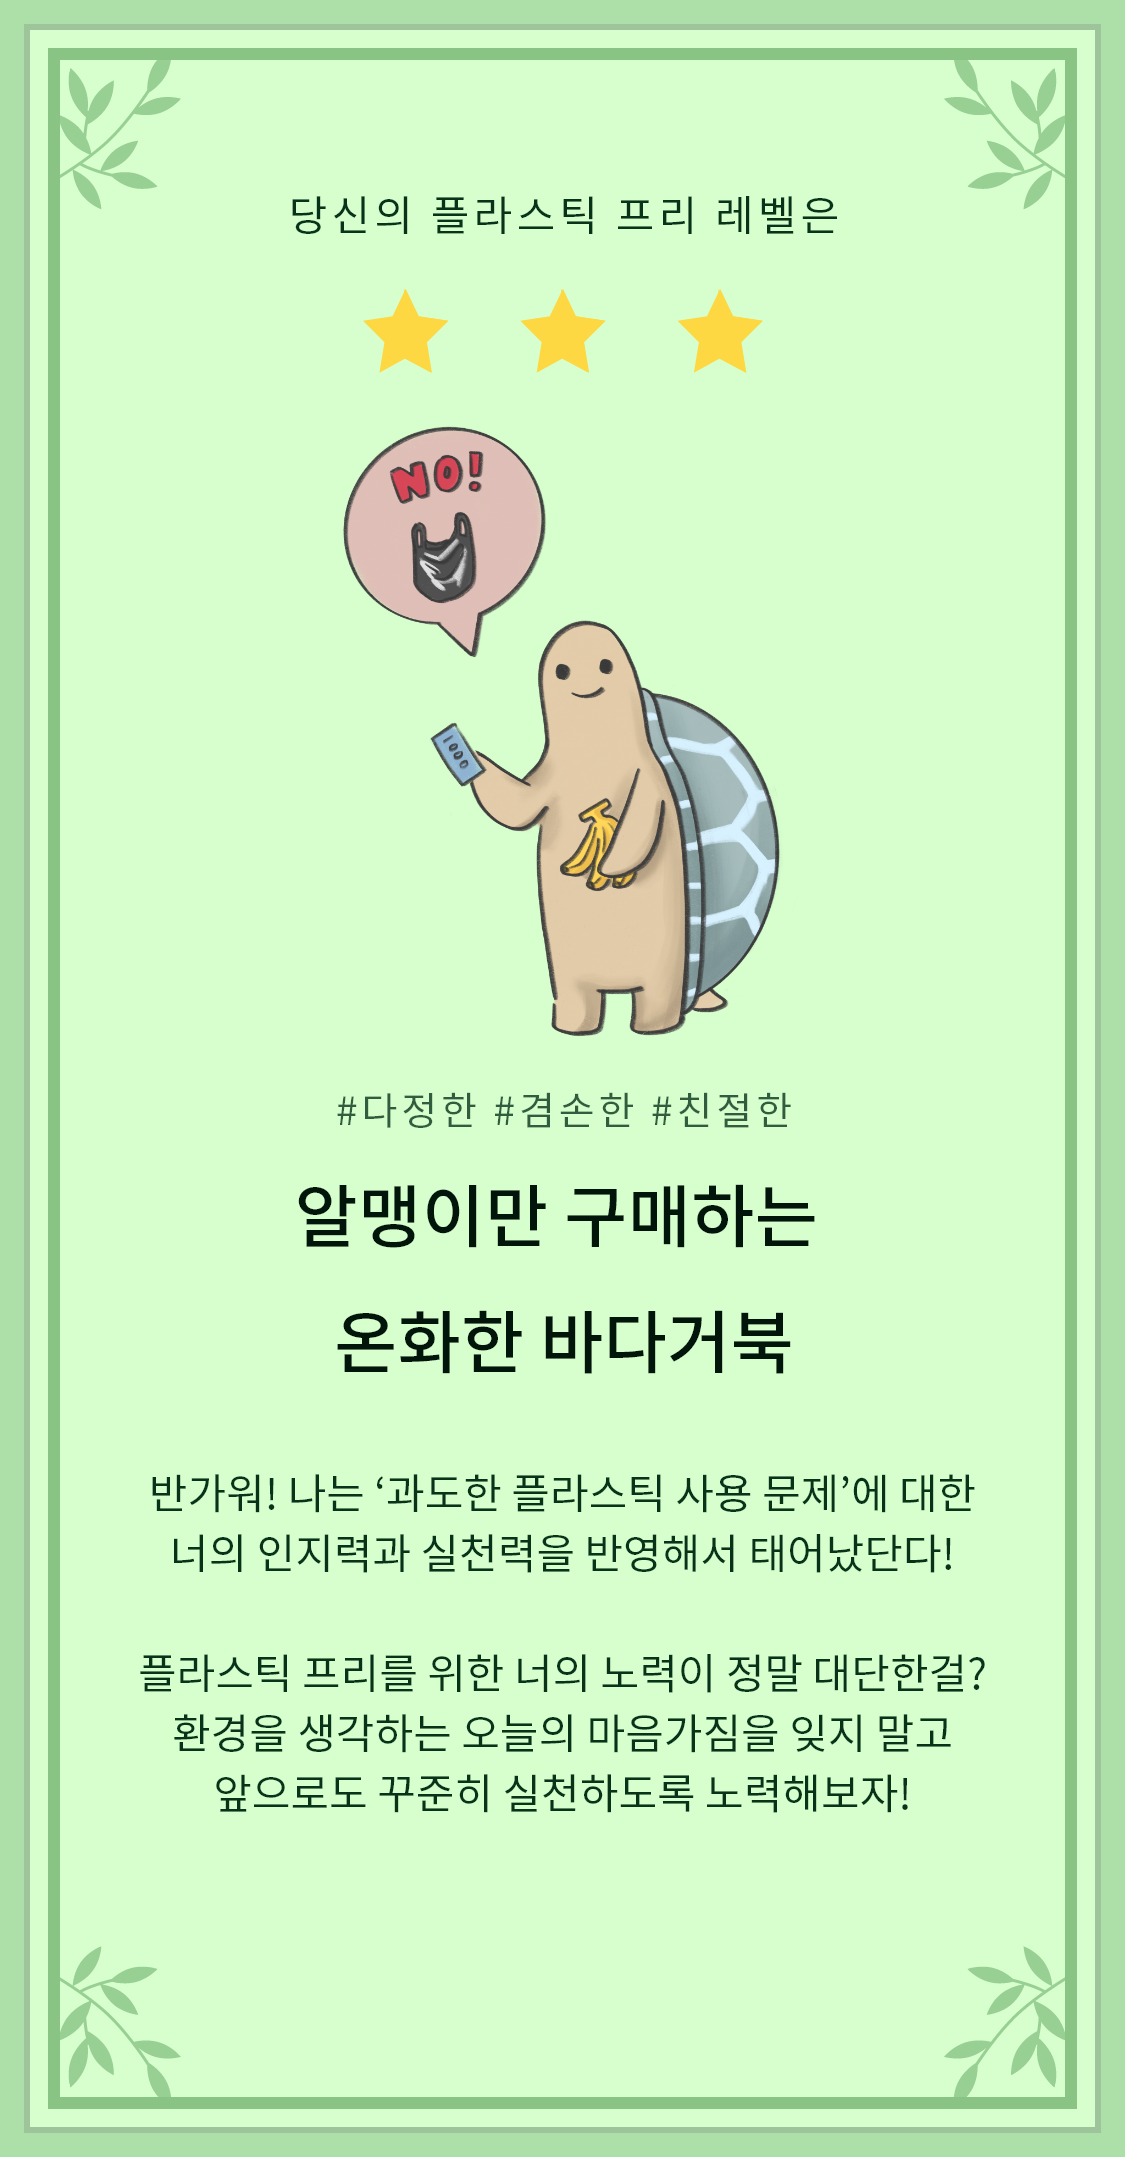 당신의 플라스틱 프리 레벨은
NO!
1000
#다정한 #겸손한 #친절한
알맹이만 구매하는
온화한 바다거북
반가워! 나는 ‘과도한 플라스틱 사용 문제’에 대한
너의 인지력과 실천력을 반영해서 태어났단다!
플라스틱 프리를 위한 너의 노력이 정말 대단한걸?
환경을 생각하는 오늘의 마음가짐을 잊지 말고
앞으로도 꾸준히 실천하도록 노력해보자!